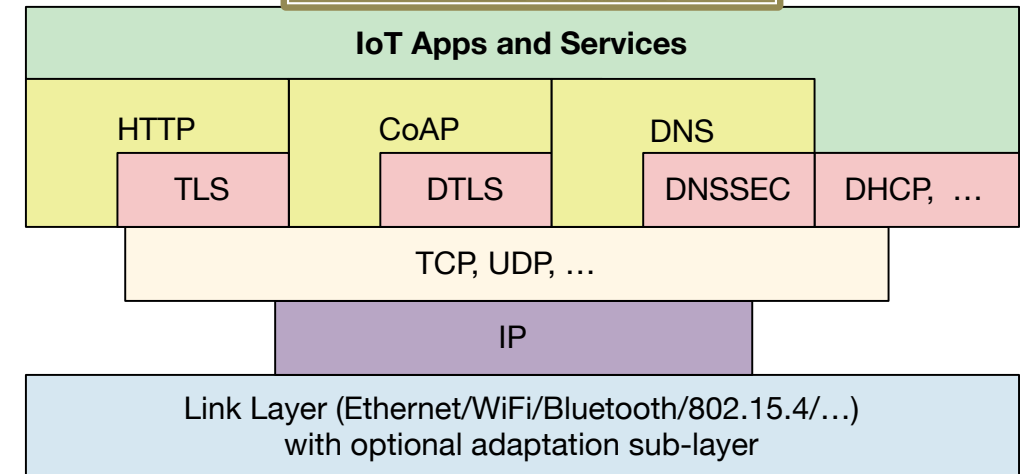 IoT Apps and Services
HTTP
CoAP
DNS
TLS
DTLS
DNSSEC
DHCP, …
TCP, UDP, …
IP
Link Layer (Ethernet/WiFi/Bluetooth/802.15.4/…)
with optional adaptation sub-layer